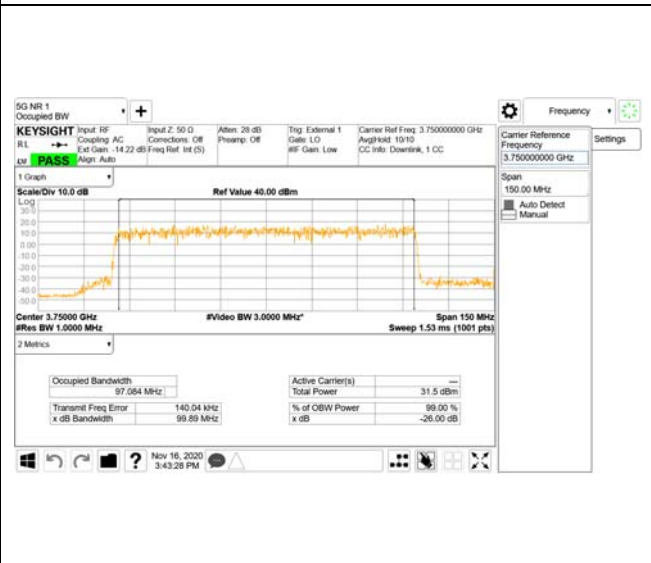 5G NR 1
Occupied BW
Frequency
KEYSIGHT
RL
PASS
Input: RF
Coupling: AC
Ext Gain: -14.22 dB
Align: Auto
Input Z: 50 Ω
Corrections: Off
Freq Ref: Int (S)
Atten: 28 dB
Preamp: Off
Trig: External 1
Gate: LO
#IF Gain: Low
Carrier Ref Freq: 3.750000000 GHz
Avg|Hold: 10/10
CC Info: Downlink, 1 CC
Carrier Reference
Frequency
3.750000000 GHz
Settings
Span
150.00 MHz
Auto Detect
Manual
1 Graph
Scale/Div 10.0 dB
Ref Value 40.00 dBm
Log
30.0
20.0
10.0
0.00
-10.0
-20.0
-30.0
-40.0
-50.0
Center 3.75000 GHz
#Video BW 3.0000 MHz*
Span 150 MHz
#Res BW 1.0000 MHz
Sweep 1.53 ms (1001 pts)
2 Metrics
Occupied Bandwidth
97.084 MHz
Active Carrier(s)
---
Total Power
31.5 dBm
Transmit Freq Error
140.04 kHz
% of OBW Power
99.00 %
x dB Bandwidth
99.89 MHz
x dB
-26.00 dB
?
Nov 16, 2020
3:43:28 PM